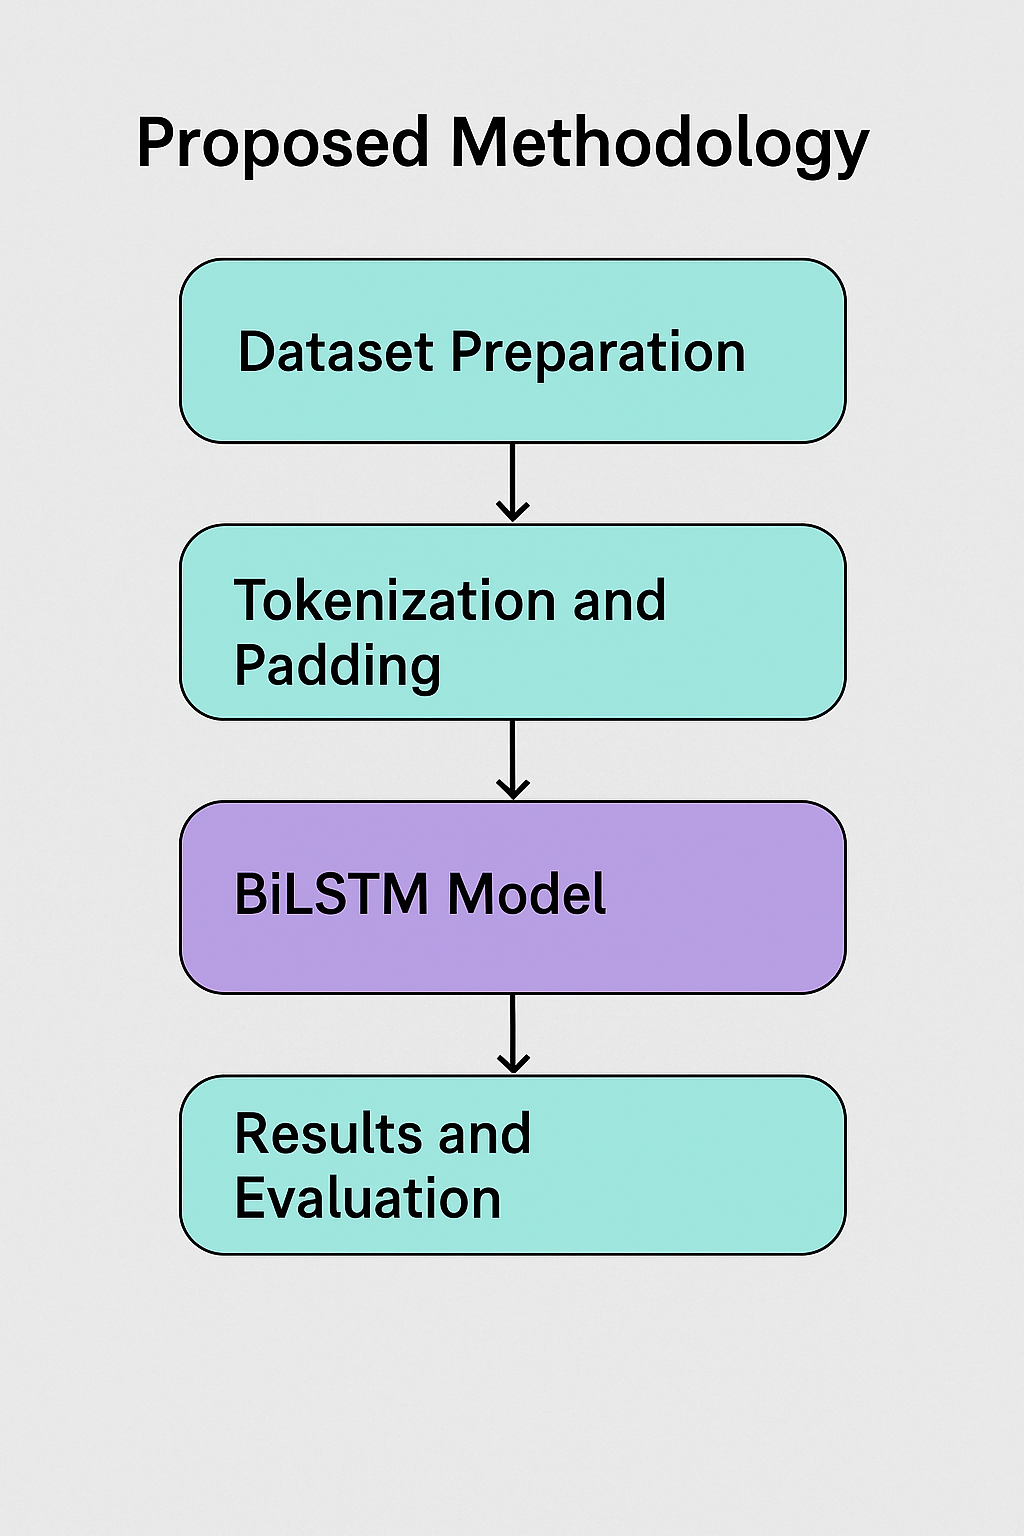 Proposed Methodology
Dataset Preparation
Tokenization and
Padding
BiLSTM Model
Results and
Evaluation